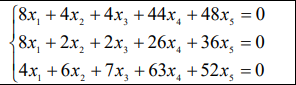 8x₁ + 4x₂ + 4x₃ + 44x₄ + 48x₅ = 0
8x₁ + 2x₂ + 2x₃ + 26x₄ + 36x₅ = 0
4x₁ + 6x₂ + 7x₃ + 63x₄ + 52x₅ = 0